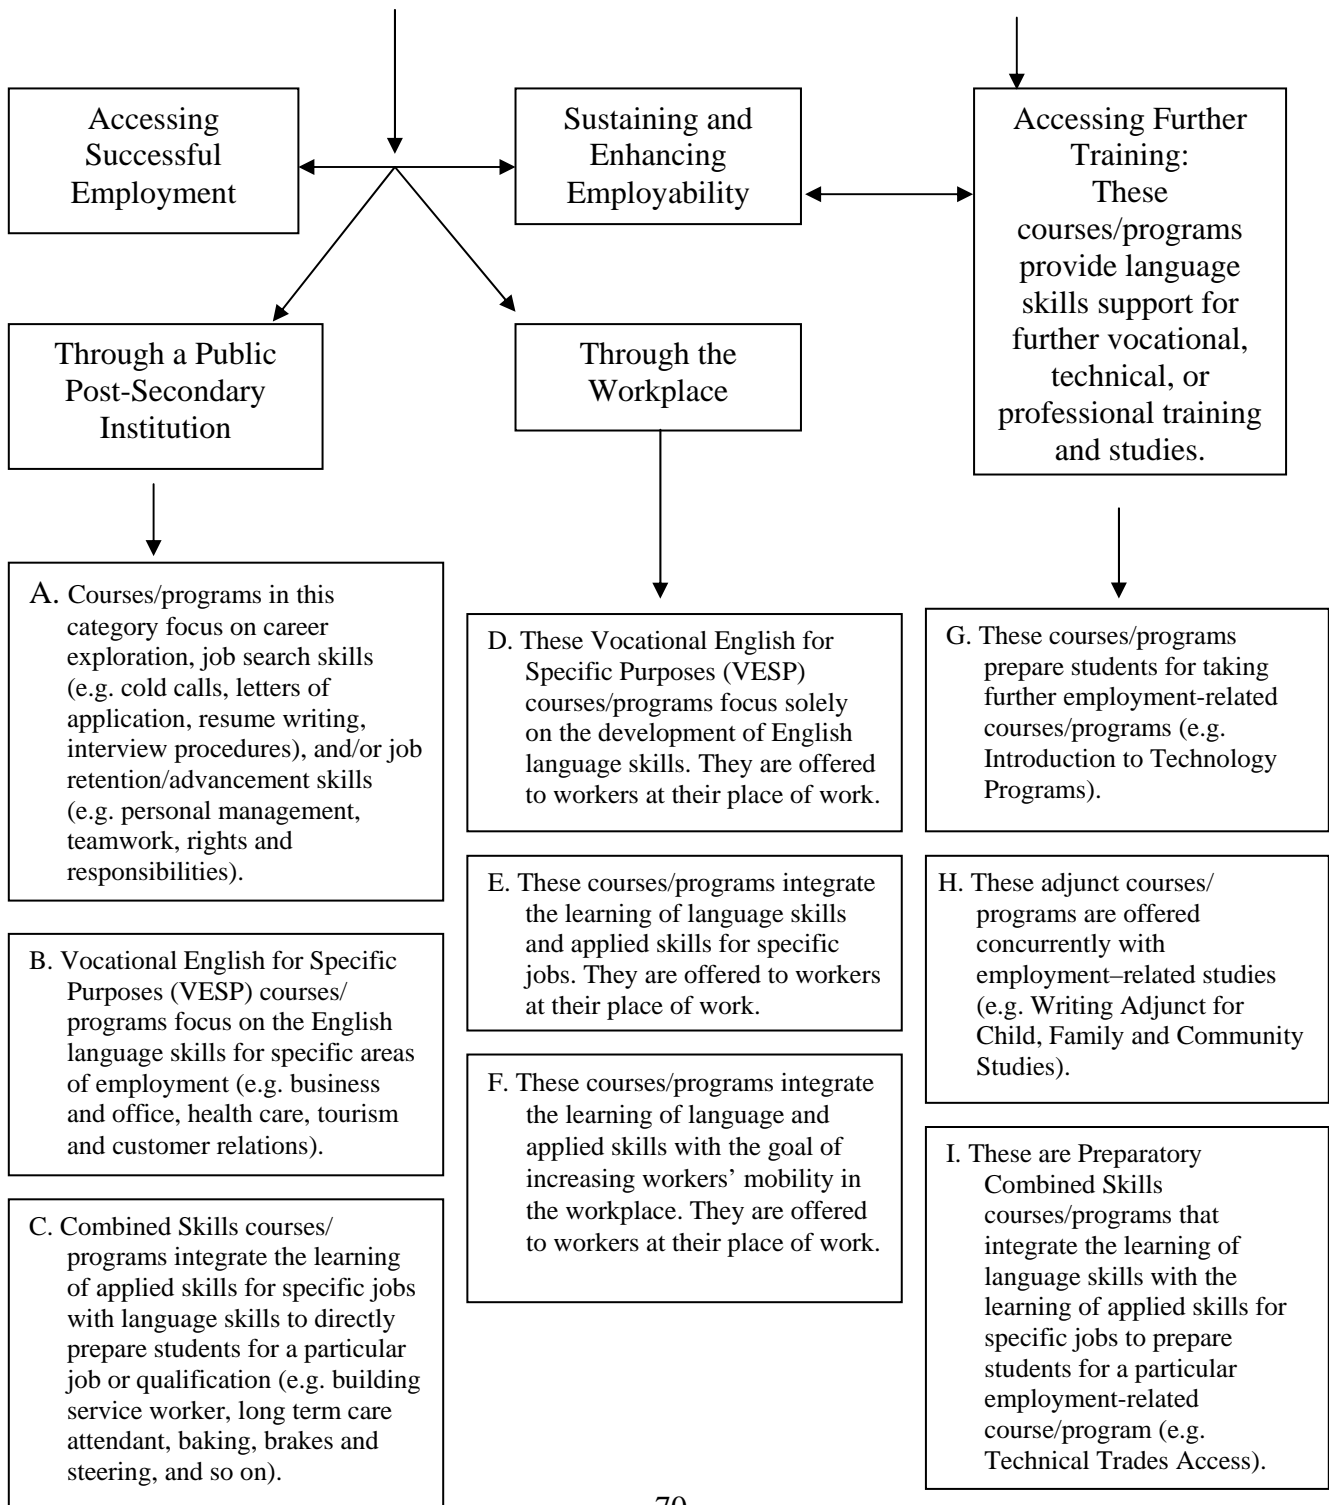 Accessing
Successful
Employment
Sustaining and
Enhancing
Employability
Accessing Further
Training:
These
courses/programs
provide language
skills support for
further vocational,
technical, or
professional training
and studies.
Through a Public
Post-Secondary
Institution
Through the
Workplace
A. Courses/programs in this
category focus on career
exploration, job search skills
(e.g. cold calls, letters of
application, resume writing,
interview procedures), and/or job
retention/advancement skills
(e.g. personal management,
teamwork, rights and
responsibilities).
B. Vocational English for Specific
Purposes (VESP) courses/
programs focus on the English
language skills for specific areas
of employment (e.g. business
and office, health care, tourism
and customer relations).
C. Combined Skills courses/
programs integrate the learning
of applied skills for specific jobs
with language skills to directly
prepare students for a particular
job or qualification (e.g. building
service worker, long term care
attendant, baking, brakes and
steering, and so on).
D. These Vocational English for
Specific Purposes (VESP)
courses/programs focus solely
on the development of English
language skills. They are offered
to workers at their place of work.
E. These courses/programs integrate
the learning of language skills
and applied skills for specific
jobs. They are offered to workers
at their place of work.
F. These courses/programs integrate
the learning of language and
applied skills with the goal of
increasing workers’ mobility in
the workplace. They are offered
to workers at their place of work.
G. These courses/programs
prepare students for taking
further employment-related
courses/programs (e.g.
Introduction to Technology
Programs).
H. These adjunct courses/
programs are offered
concurrently with
employment–related studies
(e.g. Writing Adjunct for
Child, Family and Community
Studies).
I. These are Preparatory
Combined Skills
courses/programs that
integrate the learning of
language skills with the
learning of applied skills for
specific jobs to prepare
students for a particular
employment-related
course/program (e.g.
Technical Trades Access).